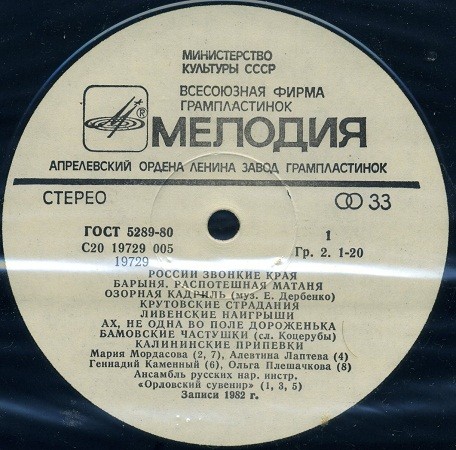 МИНИСТЕРСТВО
КУЛЬТУРЫ СССР
ВСЕСОЮЗНАЯ ФИРМА
ГРАМПЛАСТИНОК
®
МЕЛОДИЯ
АПРЕЛЕВСКИЙ ОРДЕНА ЛЕНИНА ЗАВОД ГРАМПЛАСТИНОК
СТЕРЕО 33
ГОСТ 5289-80 1
С20 19729 005 Гр. 2. 1-20
19729
РОССИИ ЗВОНКИЕ КРАЯ
БАРЫНЯ. РАСПОТЕШНАЯ МАТАНЯ
ОЗОРНАЯ КАДРИЛЬ (муз. Е. Дербенко)
КРУТОВСКИЕ СТРАДАНИЯ
ЛИВЕНСКИЕ НАИГРЫШИ
АХ, НЕ ОДНА ВО ПОЛЕ ДОРОЖЕНЬКА
БАМОВСКИЕ ЧАСТУШКИ (сл. Коцерубы)
КАЛИНИНСКИЕ ПРИПЕВКИ
Мария Мордасова (2, 7), Алевтина Лаптева (4)
Геннадий Каменный (6), Ольга Плешачкова (8)
Ансамбль русских нар. инстр.
«Орловский сувенир» (1, 3, 5)
Записи 1982 г.